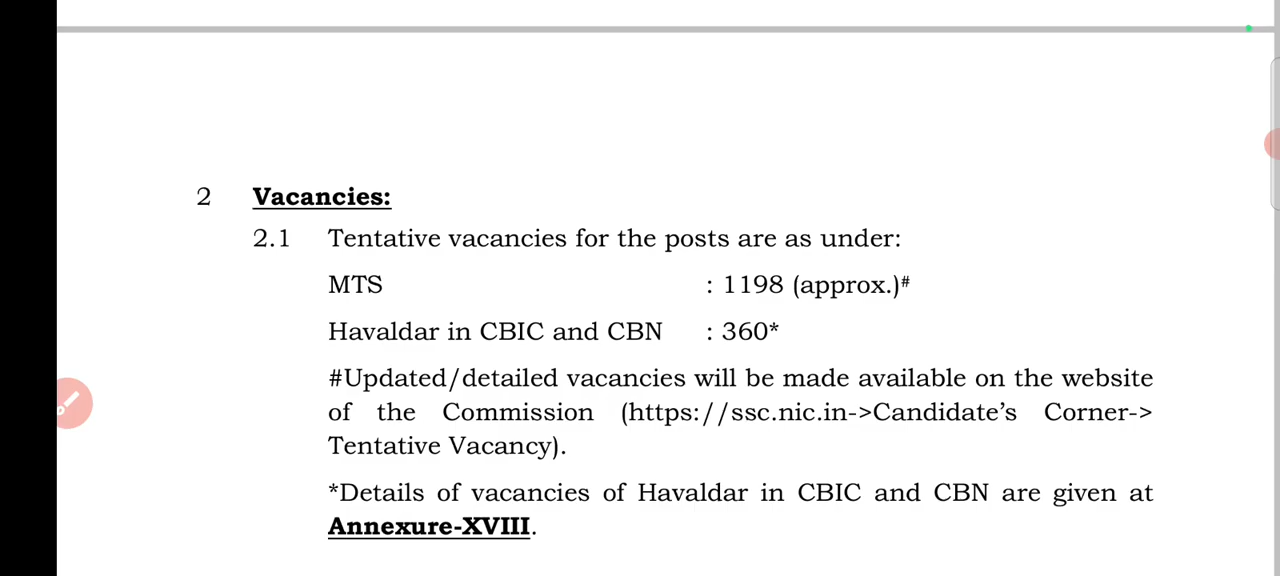 2 Vacancies:
2.1 Tentative vacancies for the posts are as under:
MTS : 1198 (approx.)#
Havaldar in CBIC and CBN : 360*
#Updated/detailed vacancies will be made available on the website
of the Commission (https://ssc.nic.in->Candidate’s Corner->
Tentative Vacancy).
*Details of vacancies of Havaldar in CBIC and CBN are given at
Annexure-XVIII.